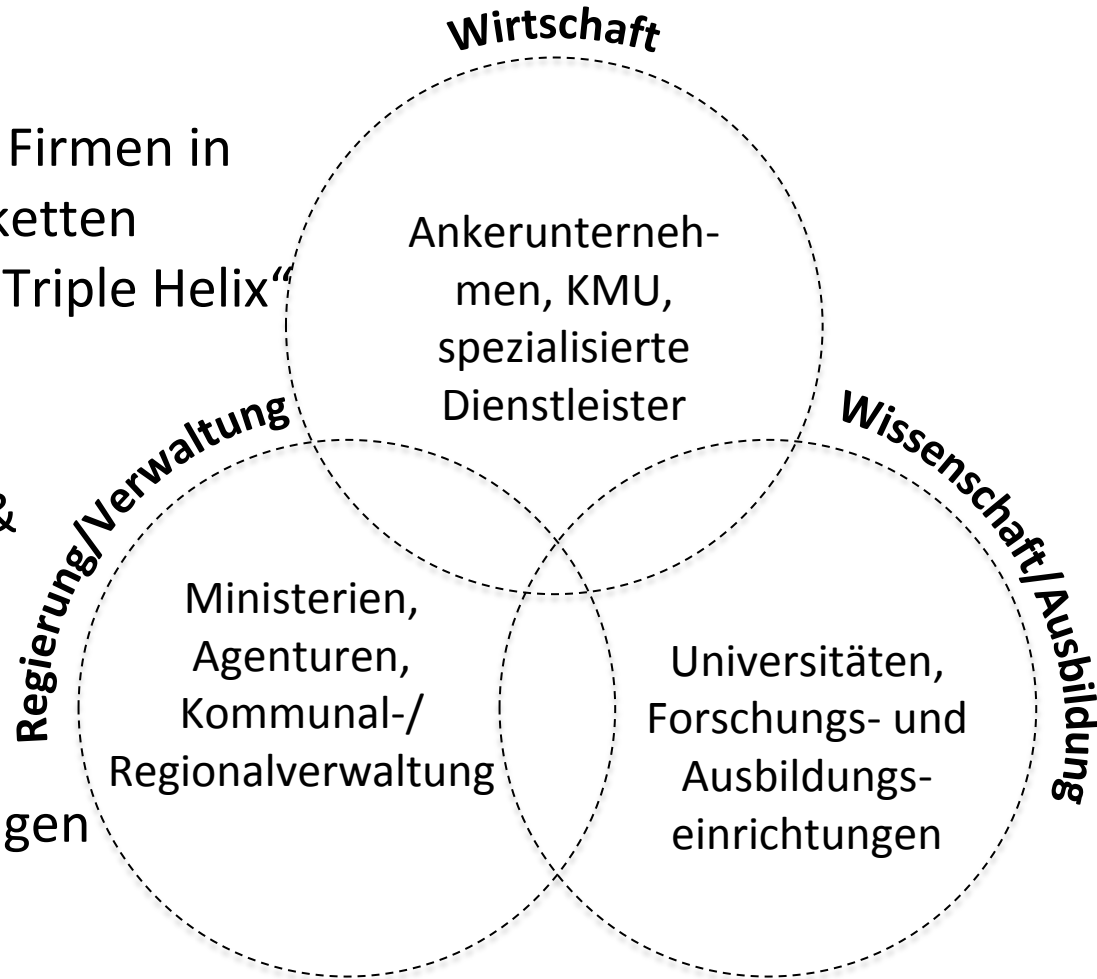 Wirtschaft
Firmen in
ketten
Triple Helix“
&
gen
Ankerunterneh-
men, KMU,
spezialisierte
Dienstleister
Regierung/Verwaltung
Ministerien,
Agenturen,
Kommunal-/
Regionalverwaltung
Wissenschaft/Ausbildung
Universitäten,
Forschungs- und
Ausbildungs-
einrichtungen